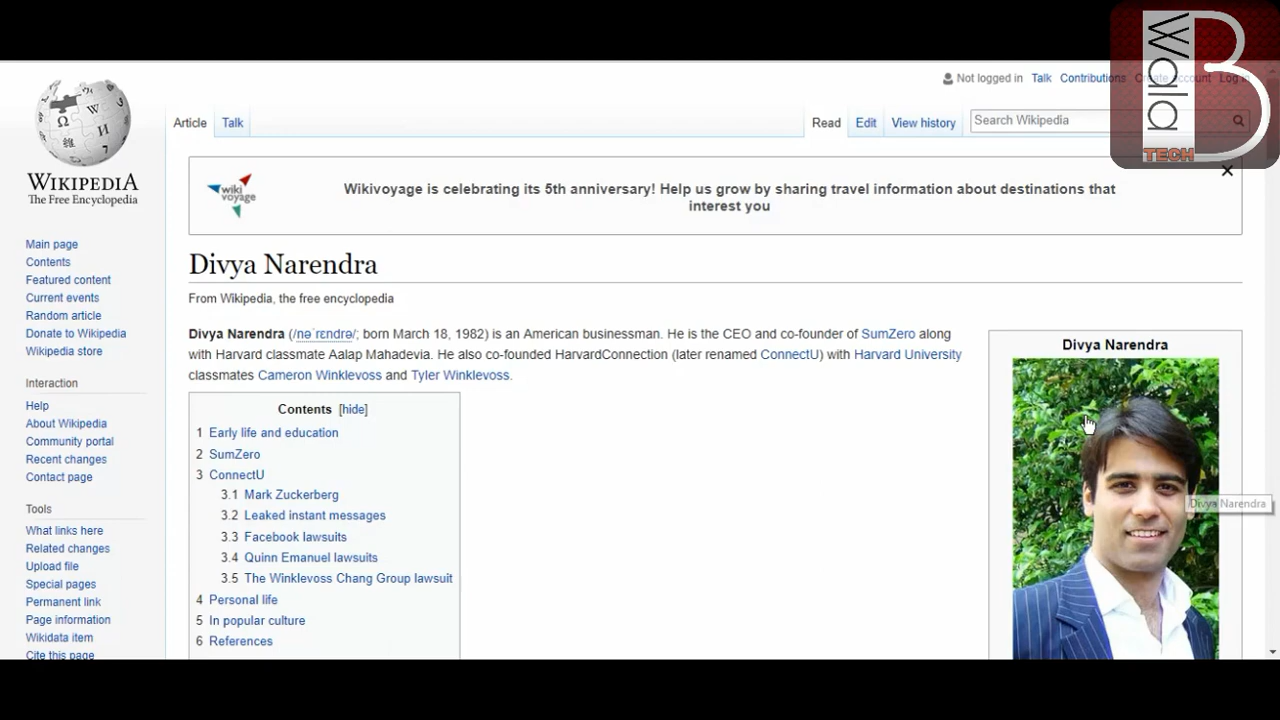 Wala
B
TECH
Not logged in Talk Contributions Create account Log in
Article Talk Read Edit View history Search Wikipedia
WIKIPEDIA
The Free Encyclopedia
wiki
voyage
Wikivoyage is celebrating its 5th anniversary! Help us grow by sharing travel information about destinations that
interest you
Main page
Contents
Featured content
Current events
Random article
Donate to Wikipedia
Wikipedia store
Interaction
Help
About Wikipedia
Community portal
Recent changes
Contact page
Tools
What links here
Related changes
Upload file
Special pages
Permanent link
Page information
Wikidata item
Cite this page
Divya Narendra
From Wikipedia, the free encyclopedia
Divya Narendra (/nəˈrɛndrə/; born March 18, 1982) is an American businessman. He is the CEO and co-founder of SumZero along
with Harvard classmate Aalap Mahadevia. He also co-founded HarvardConnection (later renamed ConnectU) with Harvard University
classmates Cameron Winklevoss and Tyler Winklevoss.
Contents [hide]
1 Early life and education
2 SumZero
3 ConnectU
3.1 Mark Zuckerberg
3.2 Leaked instant messages
3.3 Facebook lawsuits
3.4 Quinn Emanuel lawsuits
3.5 The Winklevoss Chang Group lawsuit
4 Personal life
5 In popular culture
6 References
Divya Narendra
Divya Narendra